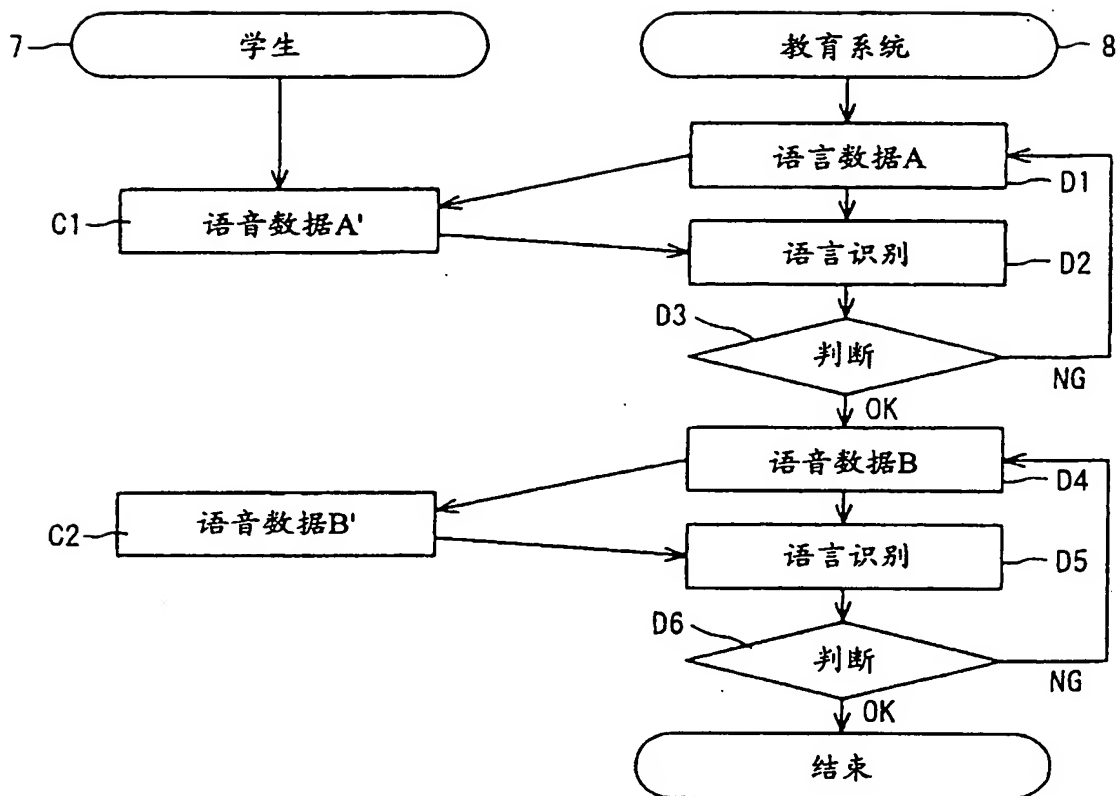 7
学生
教育系统
8
语言数据A
D1
C1
语音数据A'
语言识别
D2
D3
判断
NG
OK
语音数据B
D4
C2
语音数据B'
语言识别
D5
D6
判断
NG
OK
结束